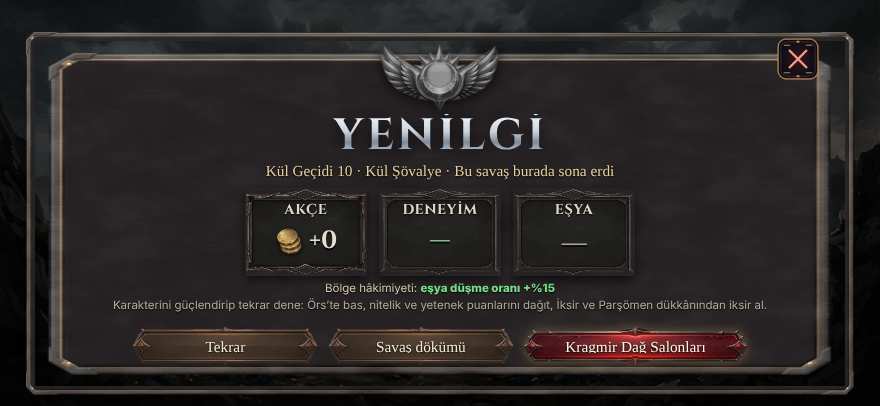 YENİLGİ
Kül Geçidi 10 · Kül Şövalye · Bu savaş burada sona erdi
AKÇE
DENEYİM
EŞYA
+0
—
—
Bölge hâkimiyeti: eşya düşme oranı +%15
Karakterini güçlendirip tekrar dene: Örs'te bas, nitelik ve yetenek puanlarını dağıt, İksir ve Parşömen dükkânından iksir al.
Tekrar
Savaş dökümü
Kragmir Dağ Salonları